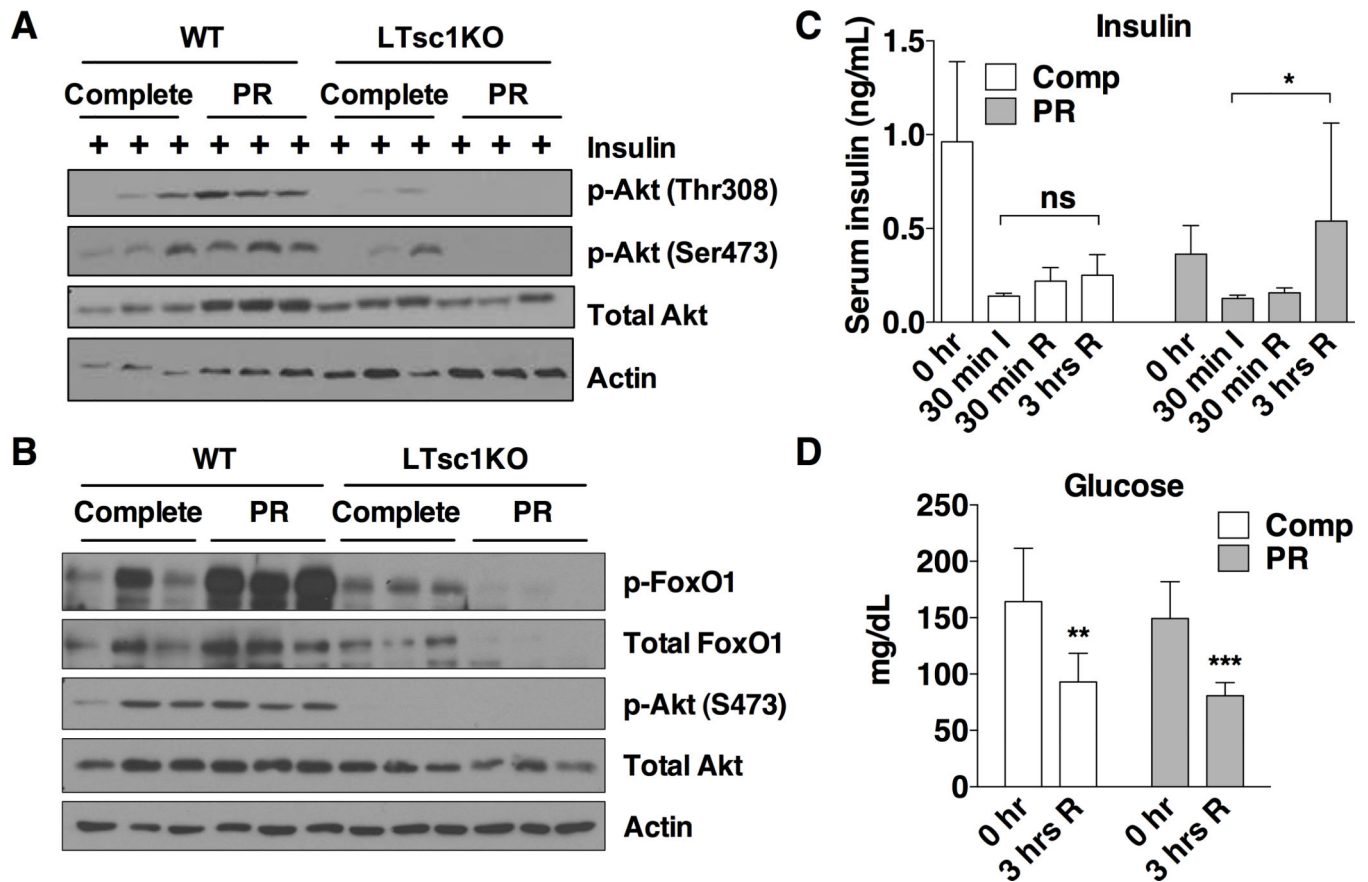 A
WT LTsc1KO
Complete PR Complete PR
+ + + + + + + + + + + + Insulin
p-Akt (Thr308)
p-Akt (Ser473)
Total Akt
Actin
B
WT LTsc1KO
Complete PR Complete PR
p-FoxO1
Total FoxO1
p-Akt (S473)
Total Akt
Actin
C
Insulin
Serum insulin (ng/mL)
1.5
1.0
0.5
0.0
Comp
PR
ns
*
0 hr 30 min I 30 min R 3 hrs R 0 hr 30 min I 30 min R 3 hrs R
D
Glucose
mg/dL
250
200
150
100
50
0
Comp
PR
**
***
0 hr 3 hrs R 0 hr 3 hrs R